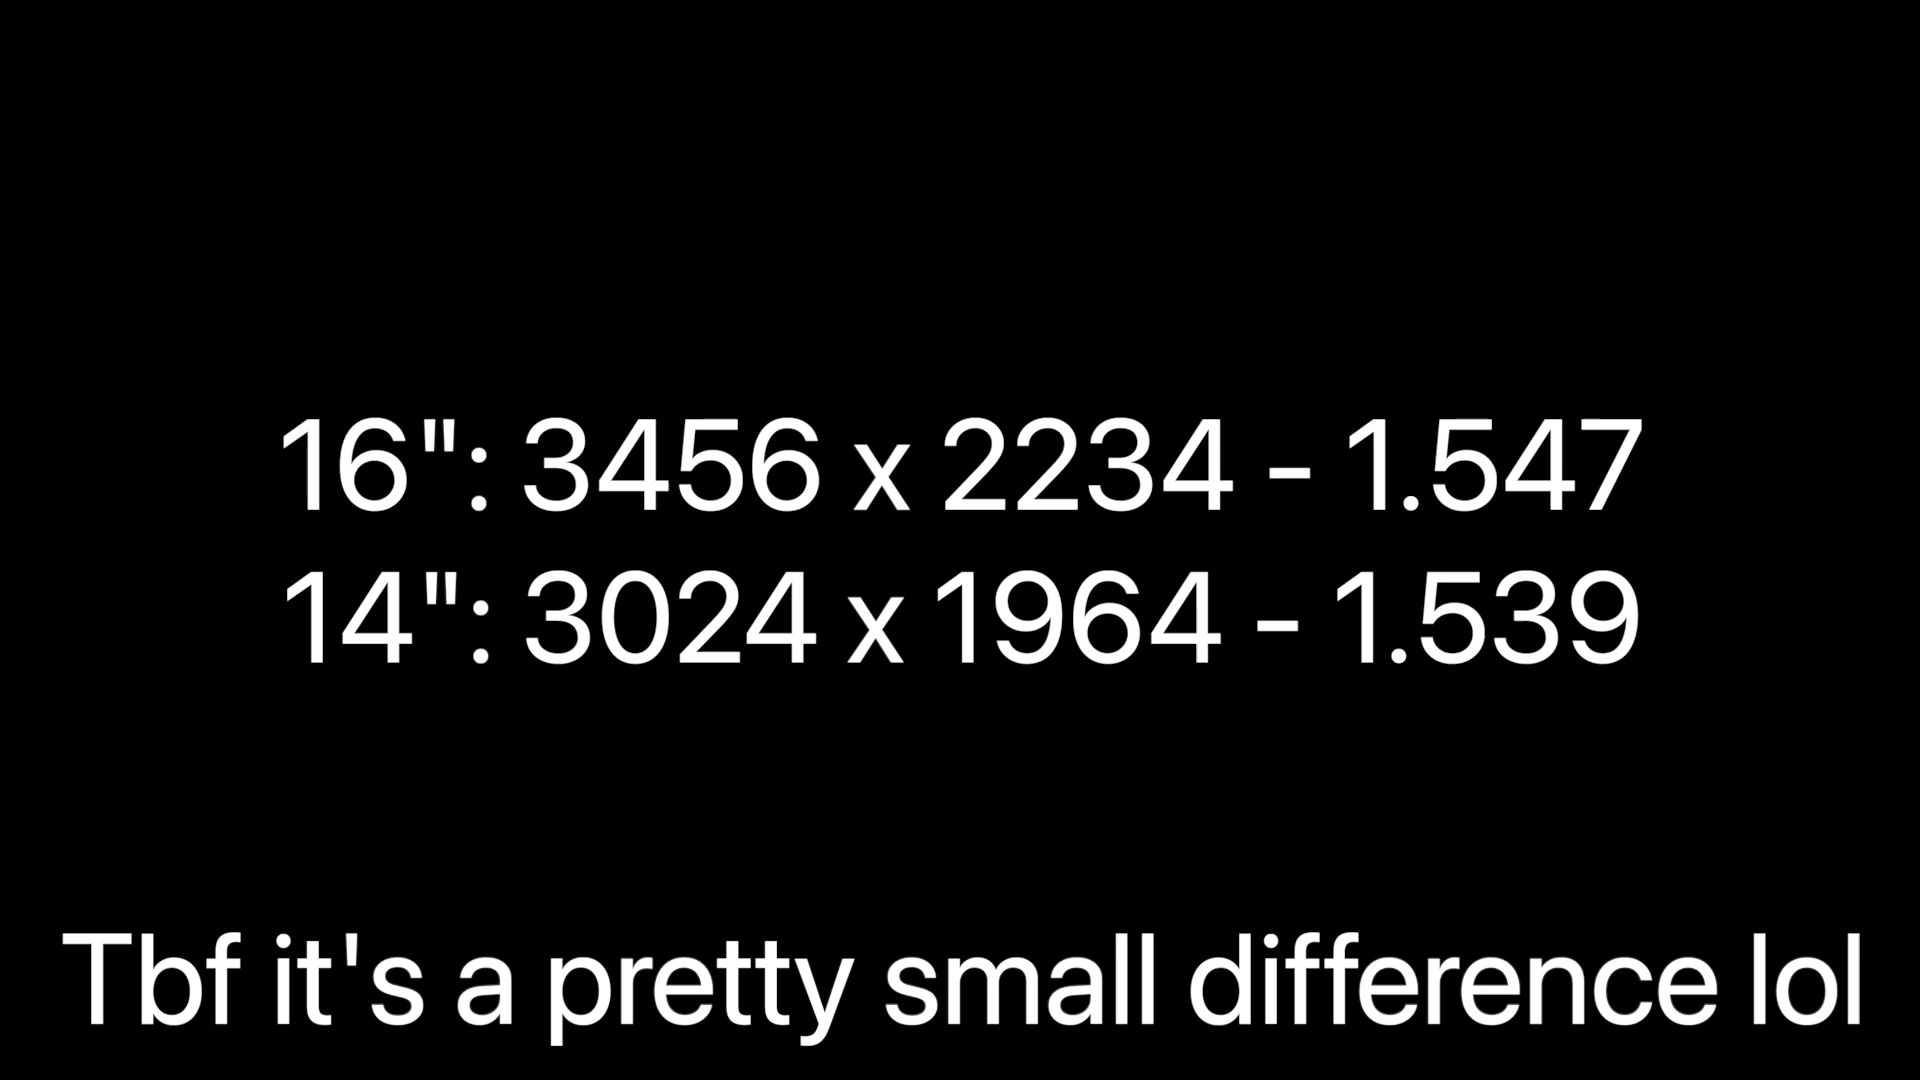 16": 3456 x 2234 - 1.547
14": 3024 x 1964 - 1.539
Tbf it's a pretty small difference lol